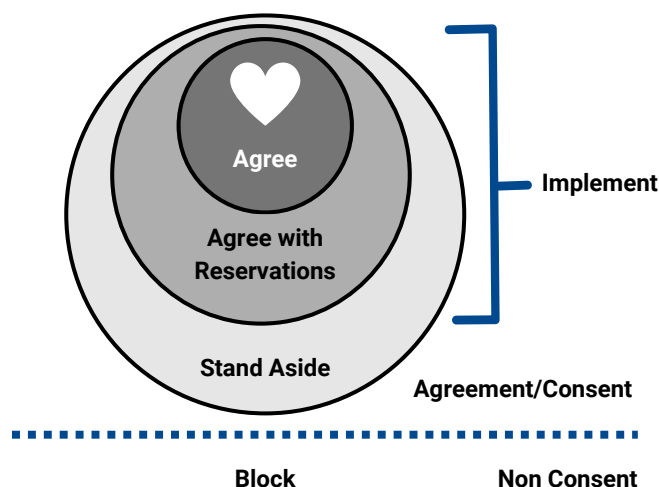 Agree
Implement
Agree with
Reservations
Stand Aside
Agreement/Consent
Block
Non Consent